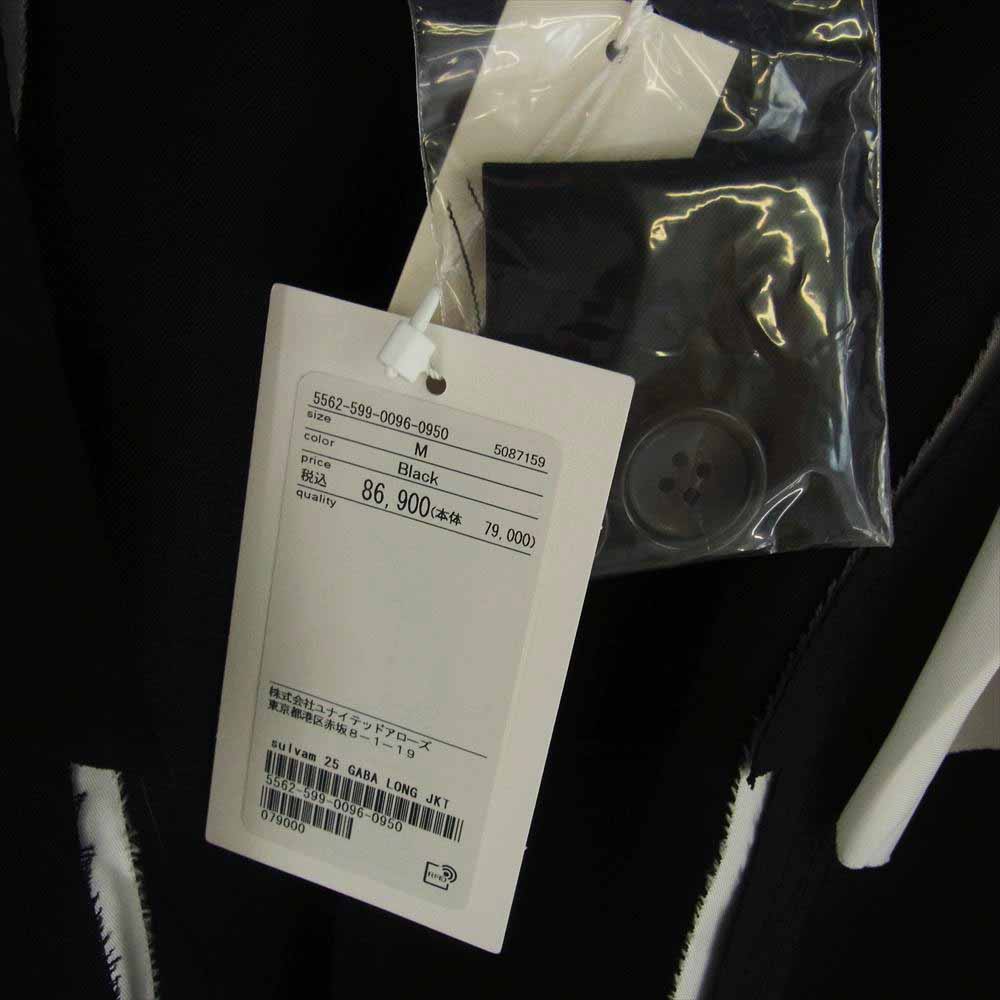 5562-599-0096-0950 5087159
size M
color Black
price
税込 86,900(本体 79,000)
quality
株式会社ユナイテッドアローズ
東京都港区赤坂8-1-19
sulvam 25 GABA LONG JKT
5562-599-0096-0950
079000
RFID